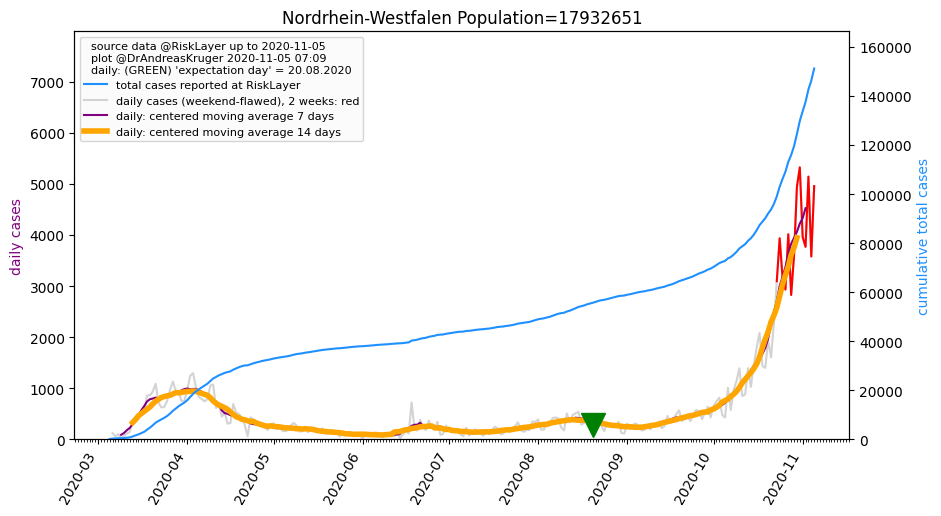 Nordrhein-Westfalen Population=17932651
source data @RiskLayer up to 2020-11-05
plot @DrAndreasKruger 2020-11-05 07:09
daily: (GREEN) 'expectation day' = 20.08.2020
total cases reported at RiskLayer
daily cases (weekend-flawed), 2 weeks: red
daily: centered moving average 7 days
daily: centered moving average 14 days
daily cases
7000
6000
5000
4000
3000
2000
1000
0
cumulative total cases
160000
140000
120000
100000
80000
60000
40000
20000
0
2020-03
2020-04
2020-05
2020-06
2020-07
2020-08
2020-09
2020-10
2020-11